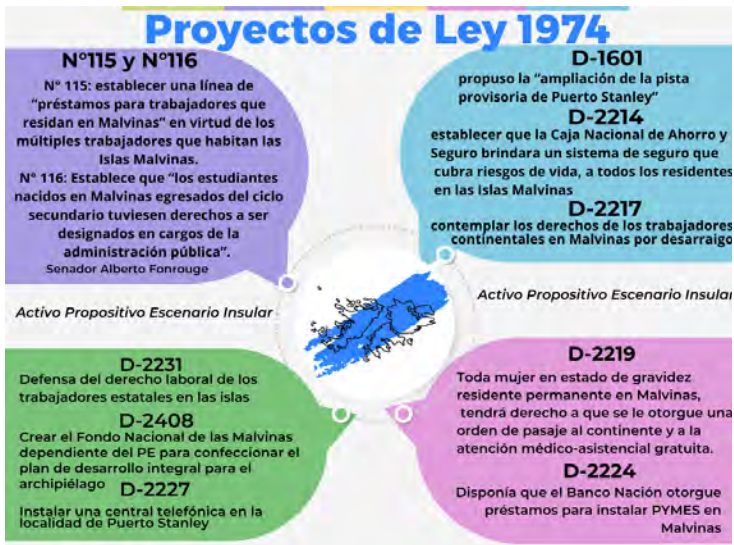 Proyectos de Ley 1974
N°115 y N°116
N° 115: establecer una línea de
“préstamos para trabajadores que
residan en Malvinas” en virtud de los
múltiples trabajadores que habitan las
Islas Malvinas.
N° 116: Establece que “los estudiantes
nacidos en Malvinas egresados del ciclo
secundario tuviesen derechos a ser
designados en cargos de la
administración pública”.
Senador Alberto Fonrouge
Activo Propositivo Escenario Insular
D-1601
propuso la “ampliación de la pista
provisoria de Puerto Stanley”
D-2214
establecer que la Caja Nacional de Ahorro y
Seguro brindara un sistema de seguro que
cubra riesgos de vida, a todos los residentes
en las Islas Malvinas
D-2217
contemplar los derechos de los trabajadores
continentales en Malvinas por desarraigo
Activo Propositivo Escenario Insular
D-2231
Defensa del derecho laboral de los
trabajadores estatales en las islas
D-2408
Crear el Fondo Nacional de las Malvinas
dependiente del PE para confeccionar el
plan de desarrollo integral para el
archipiélago
D-2227
Instalar una central telefónica en la
localidad de Puerto Stanley
D-2219
Toda mujer en estado de gravidez
residente permanente en Malvinas,
tendrá derecho a que se le otorgue una
orden de pasaje al continente y a la
atención médico-asistencial gratuita.
D-2224
Disponía que el Banco Nación otorgue
préstamos para instalar PYMES en
Malvinas